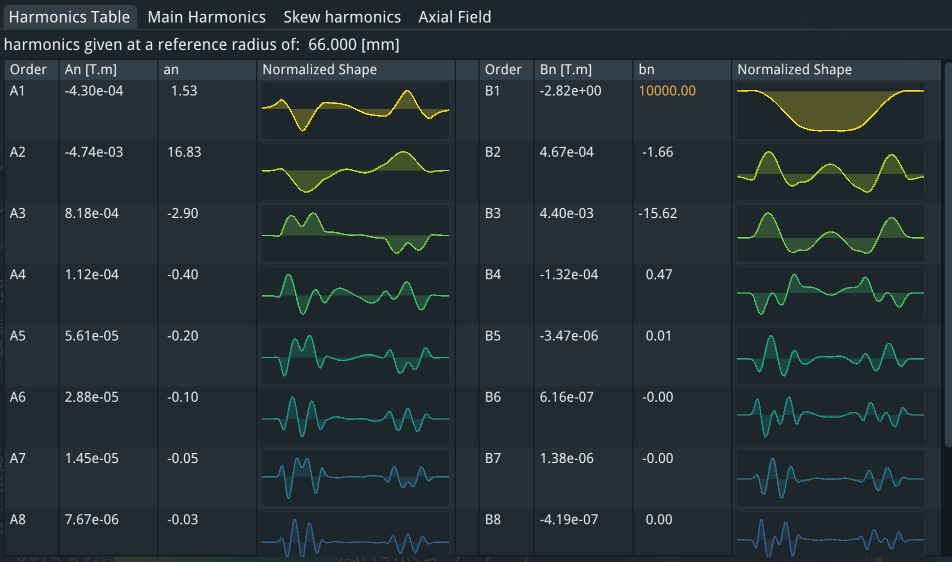 Harmonics Table Main Harmonics Skew harmonics Axial Field
harmonics given at a reference radius of: 66.000 [mm]
Order An [T.m] an Normalized Shape Order Bn [T.m] bn Normalized Shape
A1 -4.30e-04 1.53 B1 -2.82e+00 10000.00
A2 -4.74e-03 16.83 B2 4.67e-04 -1.66
A3 8.18e-04 -2.90 B3 4.40e-03 -15.62
A4 1.12e-04 -0.40 B4 -1.32e-04 0.47
A5 5.61e-05 -0.20 B5 -3.47e-06 0.01
A6 2.88e-05 -0.10 B6 6.16e-07 -0.00
A7 1.45e-05 -0.05 B7 1.38e-06 -0.00
A8 7.67e-06 -0.03 B8 -4.19e-07 0.00